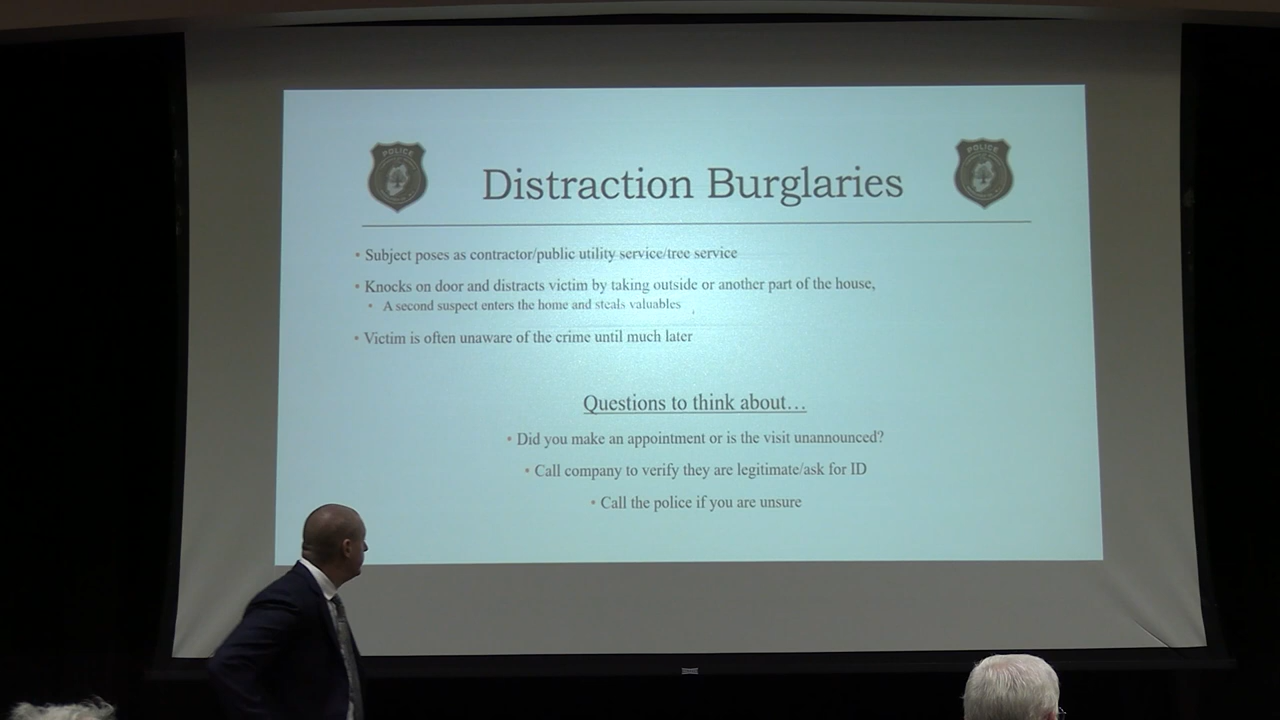 POLICE
POLICE
Distraction Burglaries
• Subject poses as contractor/public utility service/tree service
• Knocks on door and distracts victim by taking outside or another part of the house,
• A second suspect enters the home and steals valuables
• Victim is often unaware of the crime until much later
Questions to think about…
• Did you make an appointment or is the visit unannounced?
• Call company to verify they are legitimate/ask for ID
• Call the police if you are unsure